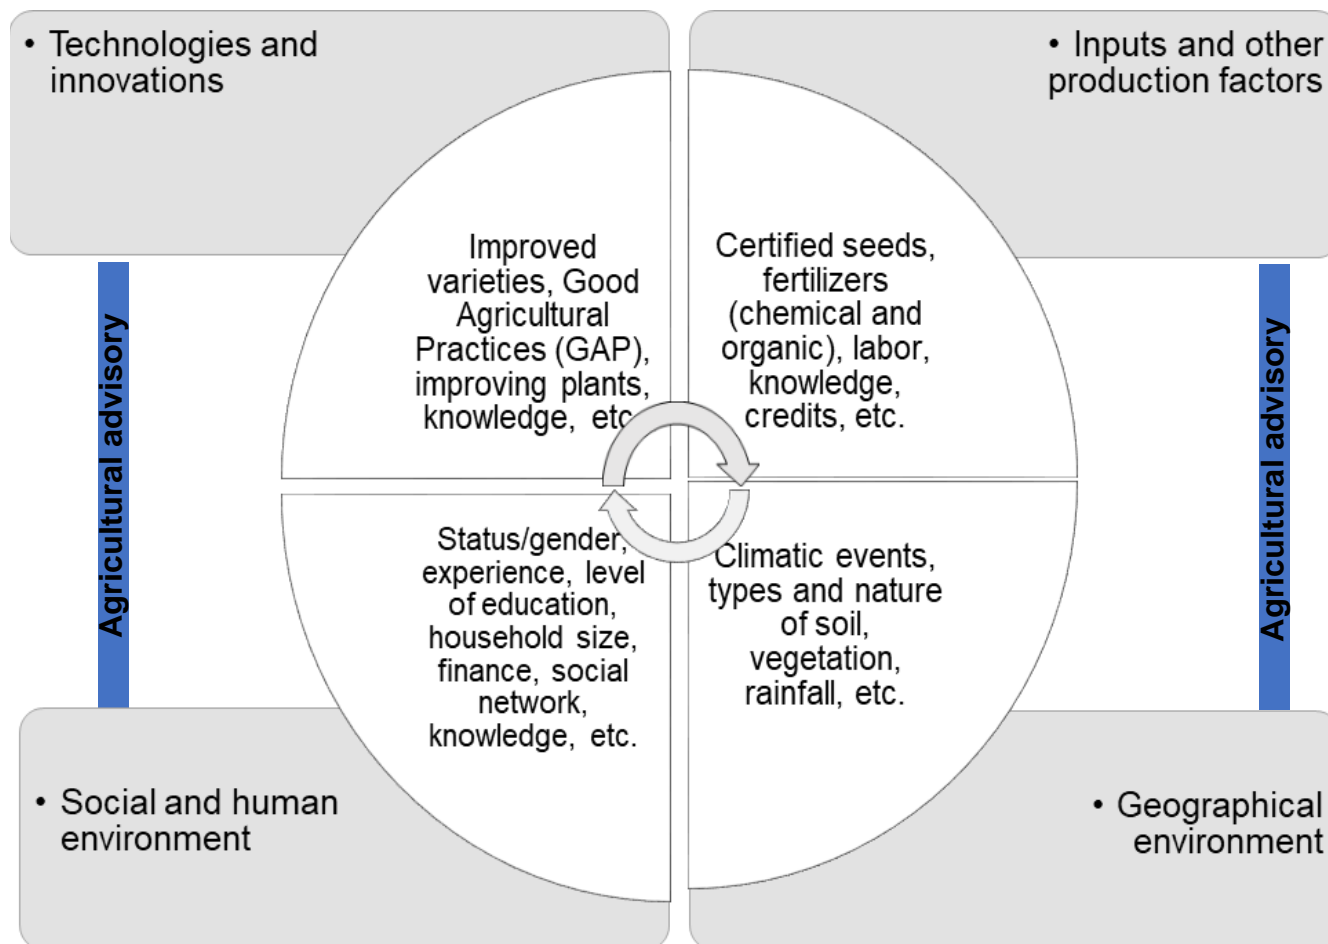 • Technologies and
innovations
• Inputs and other
production factors
Improved
varieties, Good
Agricultural
Practices (GAP),
improving plants,
knowledge, etc.
Certified seeds,
fertilizers
(chemical and
organic), labor,
knowledge,
credits, etc.
Agricultural advisory
Agricultural advisory
Status/gender,
experience, level
of education,
household size,
finance, social
network,
knowledge, etc.
Climatic events,
types and nature
of soil,
vegetation,
rainfall, etc.
• Social and human
environment
• Geographical
environment